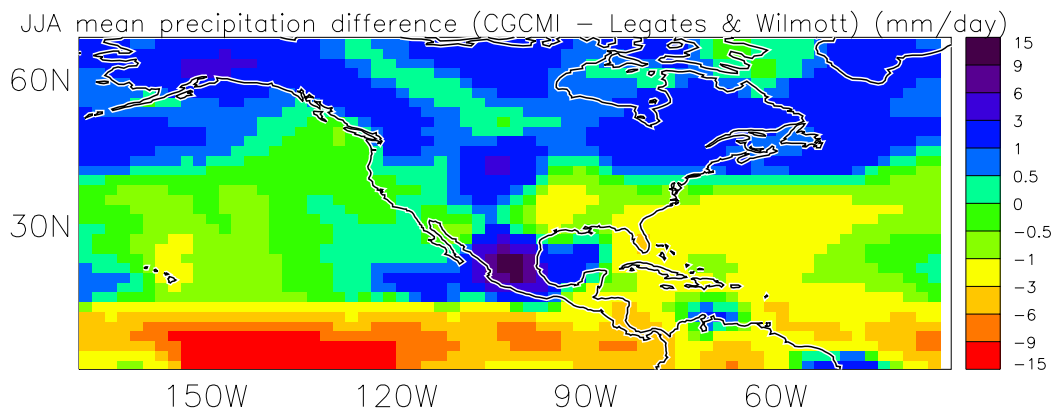 JJA mean precipitation difference (CGCMI – Legates & Wilmott) (mm/day)
60N
30N
150W
120W
90W
60W
15
9
6
3
1
0.5
0
-0.5
-1
-3
-6
-9
-15